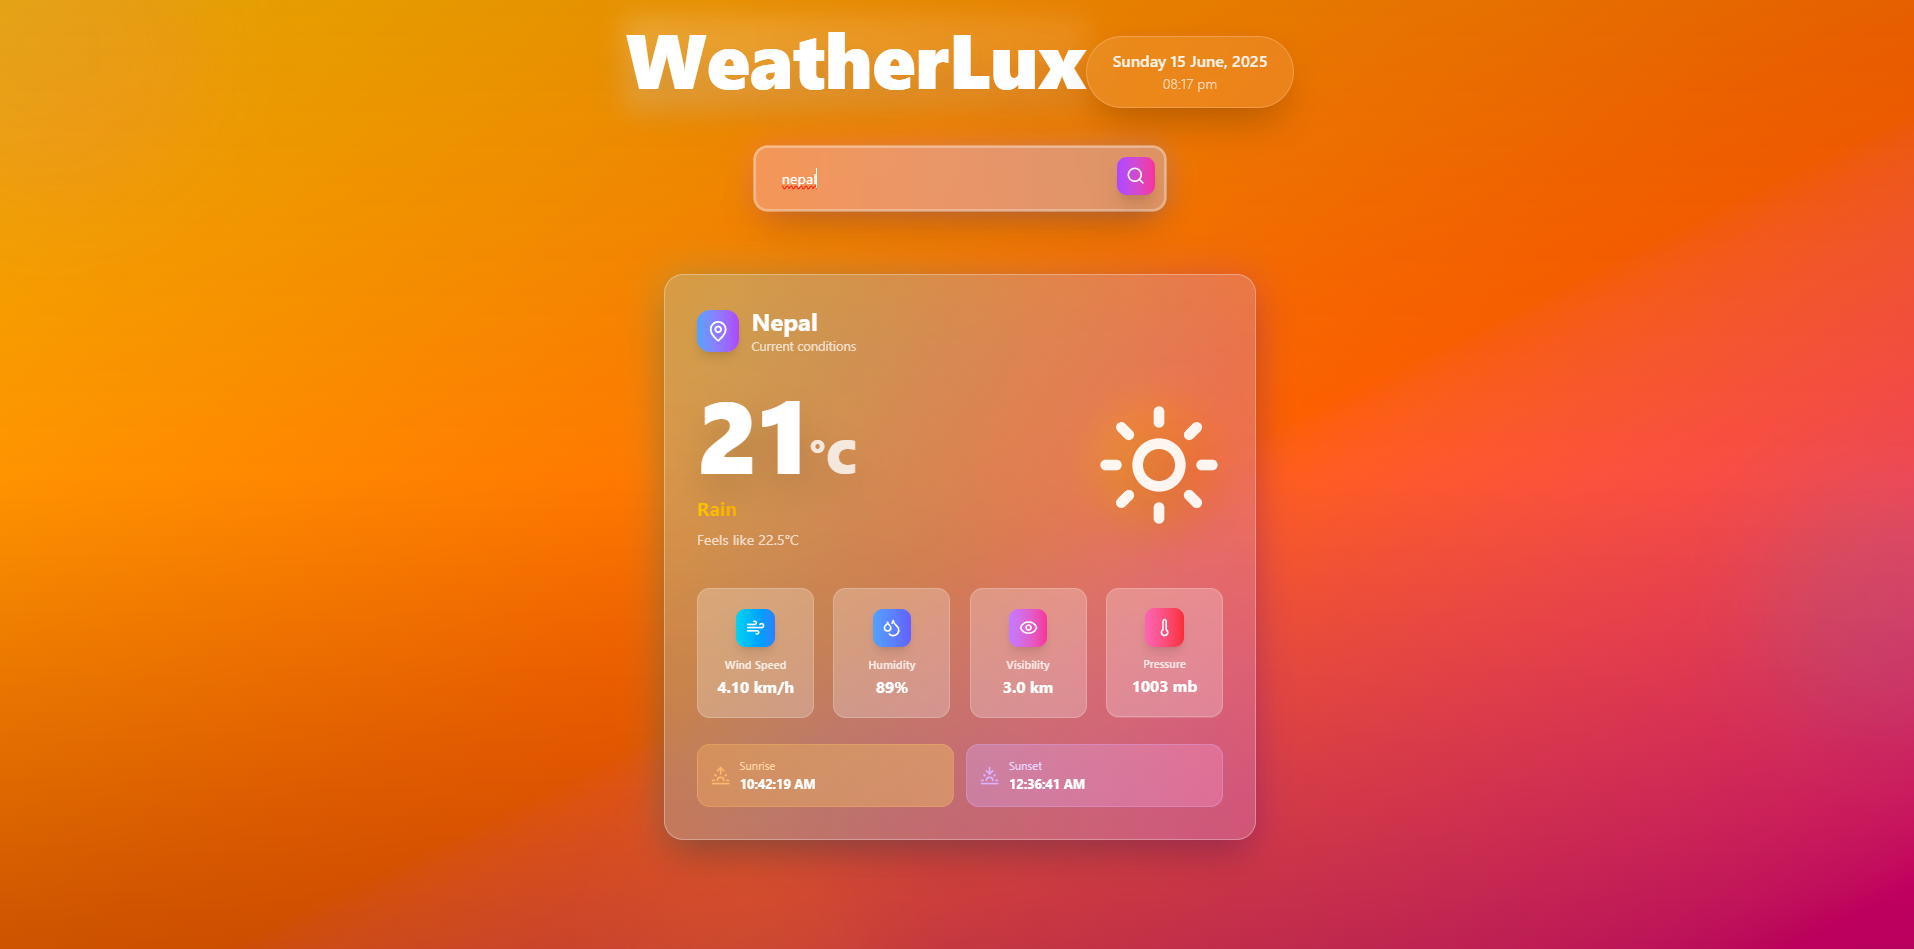 WeatherLux
Sunday 15 June, 2025
08:17 pm
nepal
Nepal
Current conditions
21°C
Rain
Feels like 22.5°C
Wind Speed
4.10 km/h
Humidity
89%
Visibility
3.0 km
Pressure
1003 mb
Sunrise
10:42:19 AM
Sunset
12:36:41 AM